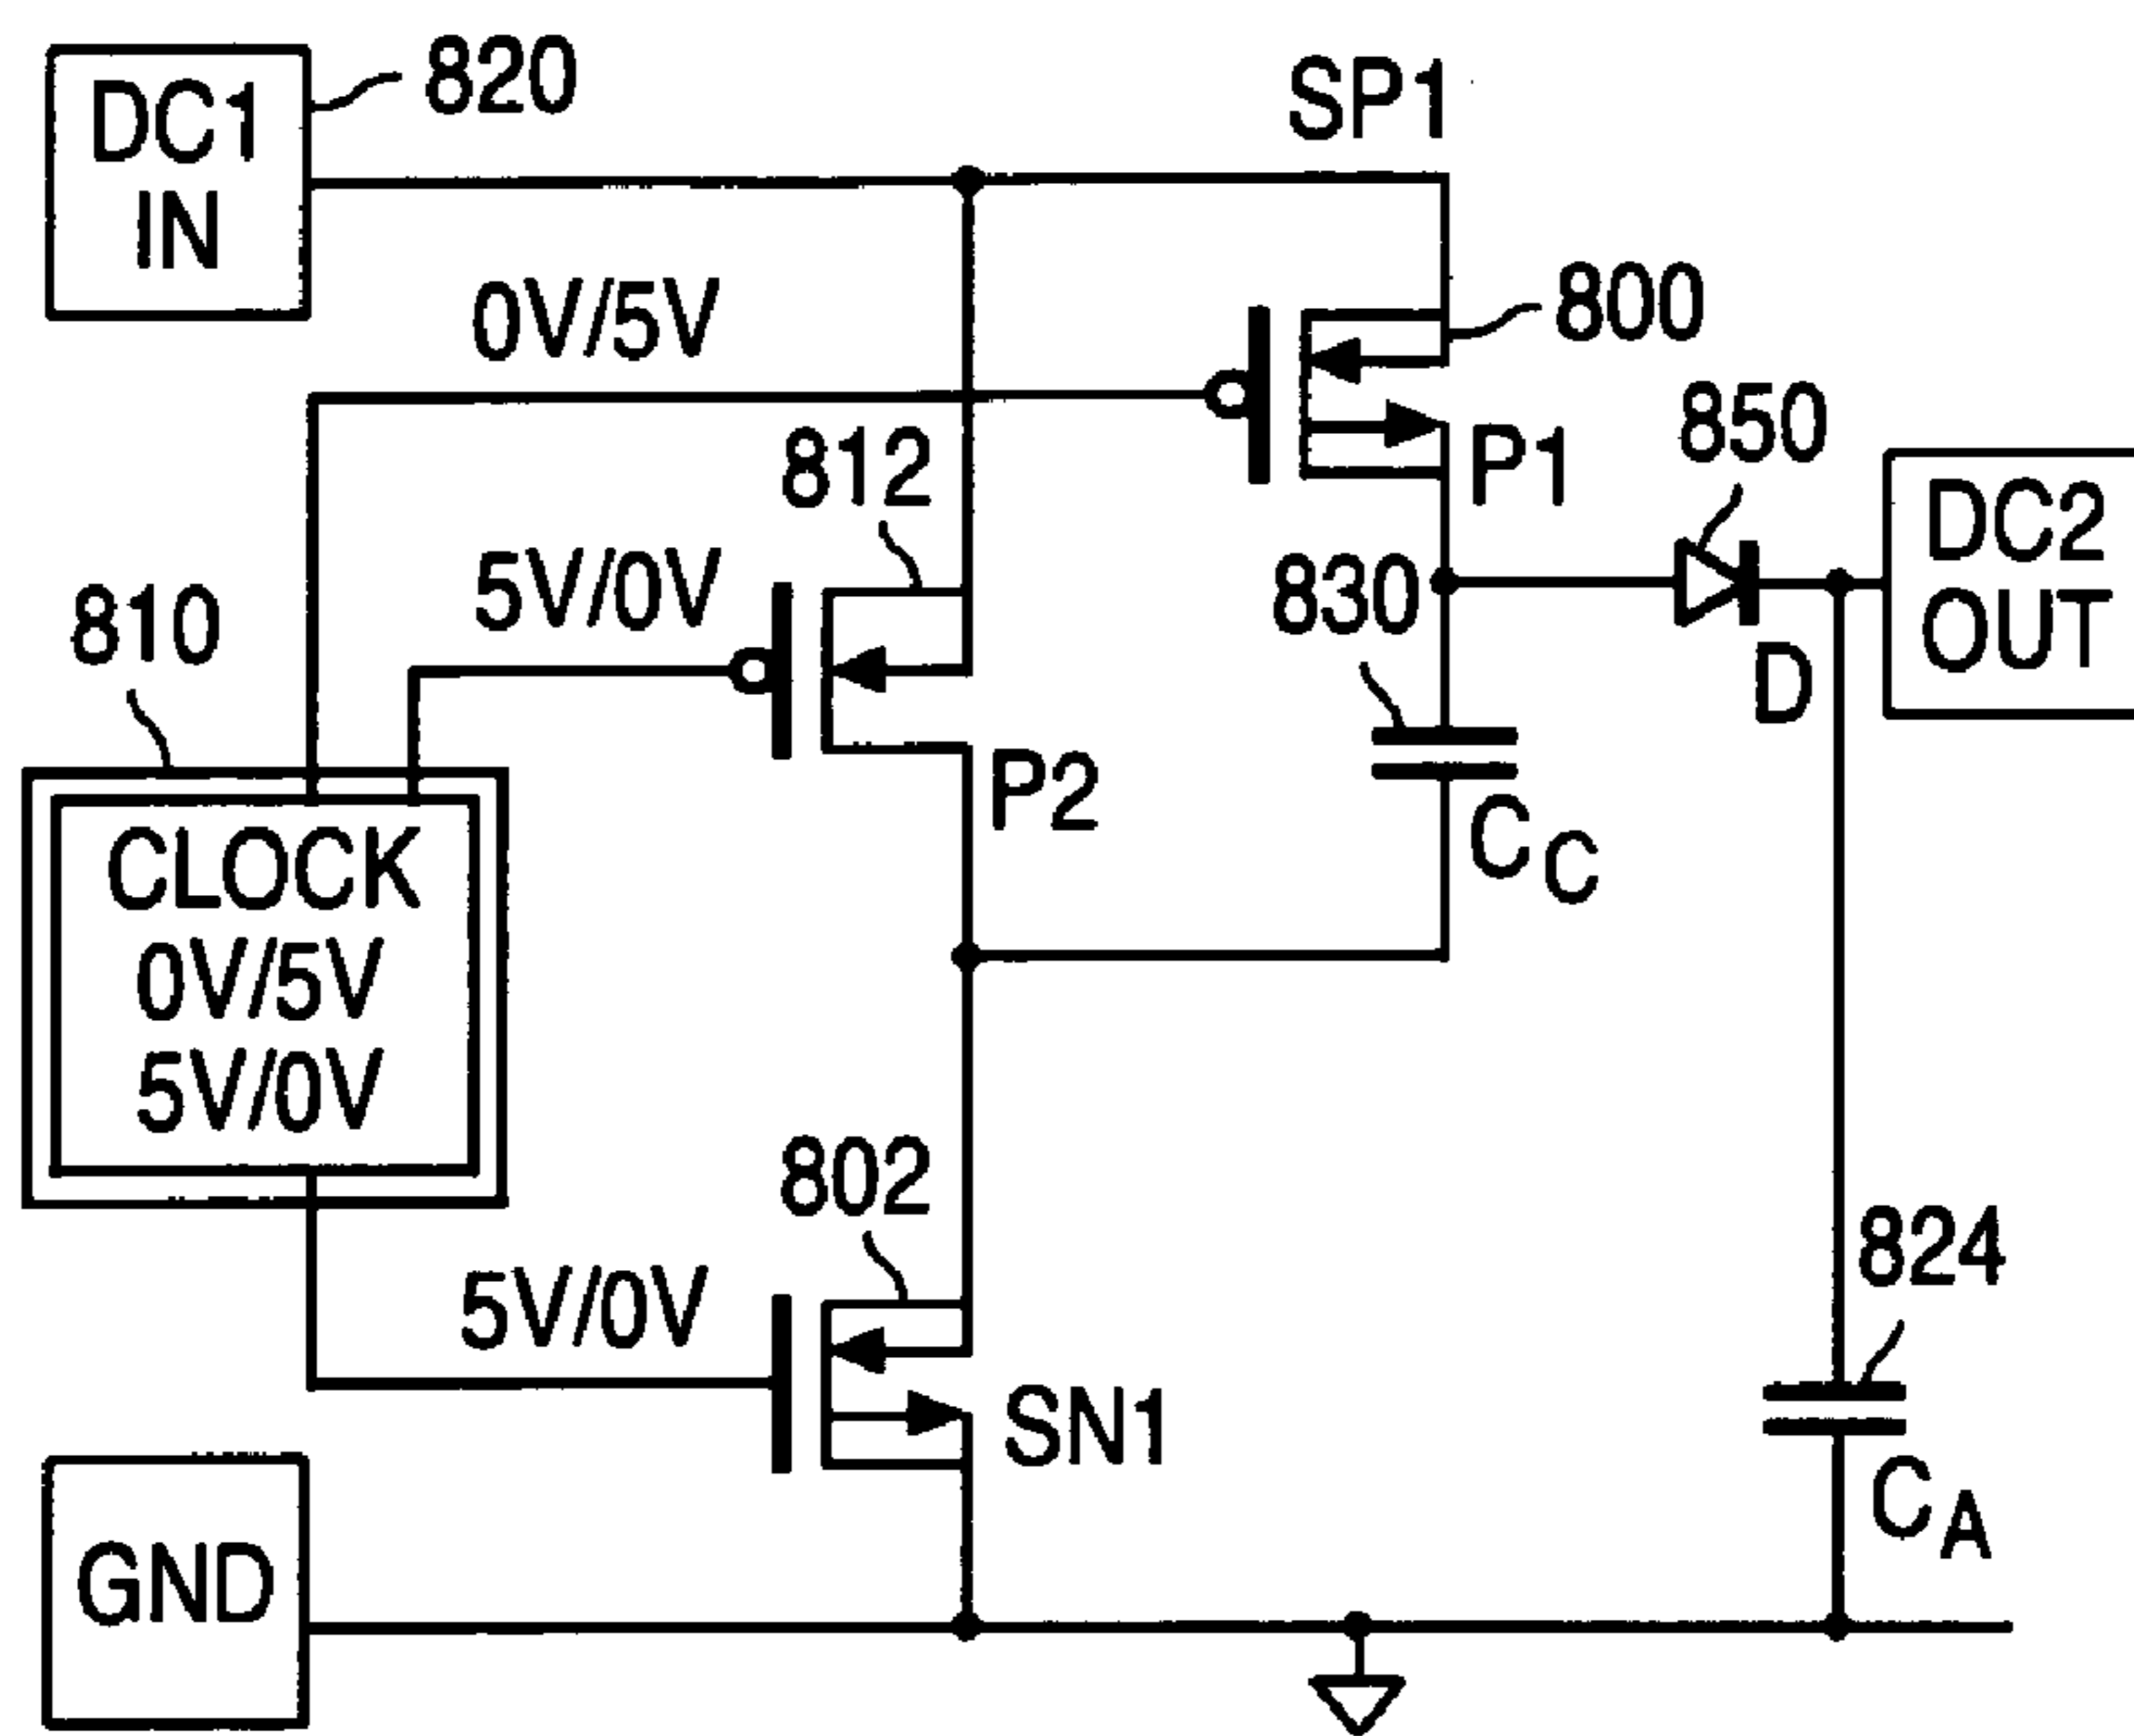 DC1
IN
820
SP1
0V/5V
800
850
812
P1
DC2
OUT
5V/0V
830
810
D
P2
CC
CLOCK
0V/5V
5V/0V
802
824
5V/0V
SN1
CA
GND